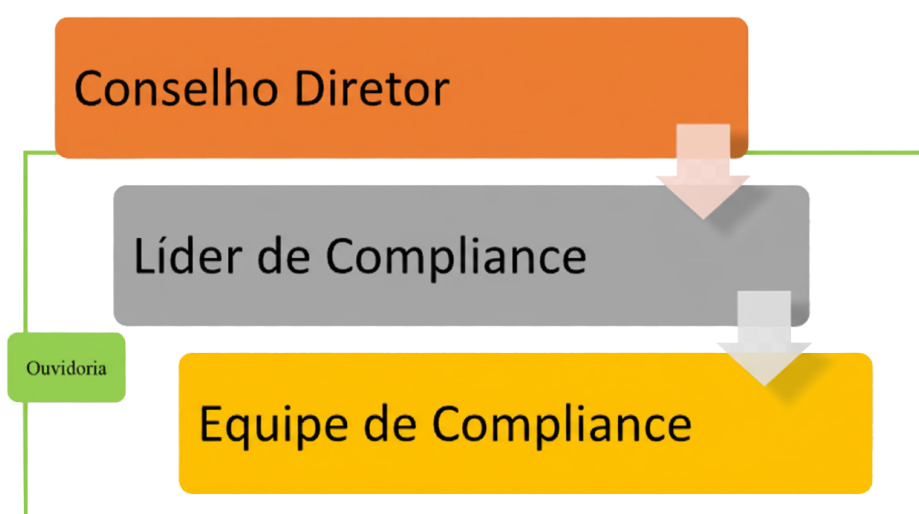 Conselho Diretor
Líder de Compliance
Ouvidoria
Equipe de Compliance